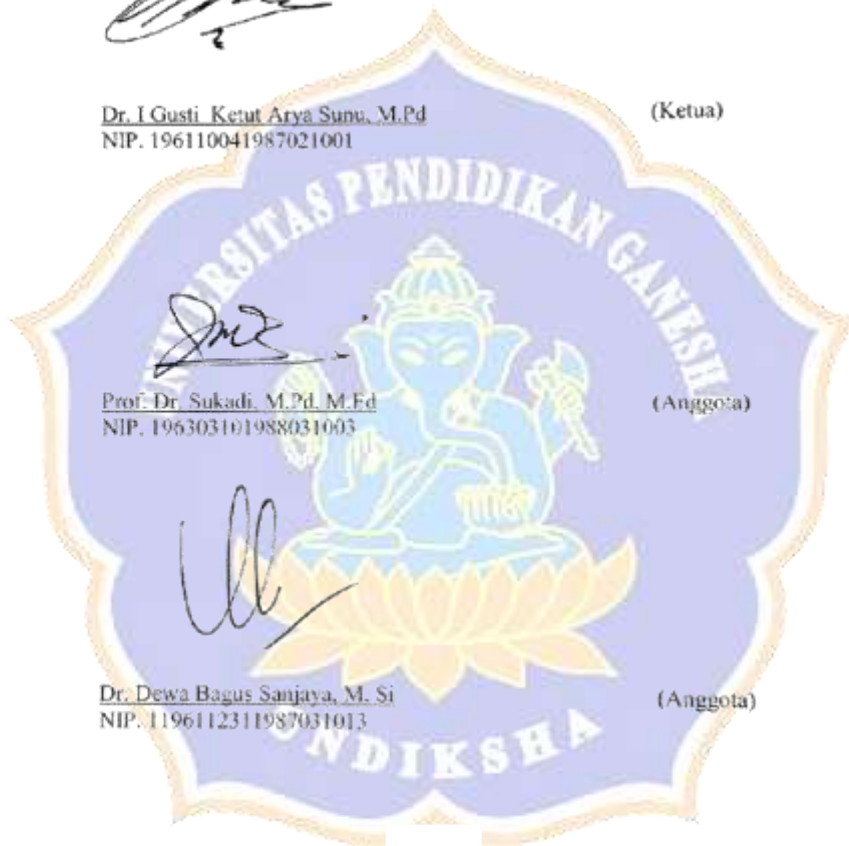 Dr. I Gusti Ketut Arya Sunu, M.Pd (Ketua)
NIP. 196110041987021001
UNIVERSITAS PENDIDIKAN GANESHA
Prof. Dr. Sukadi, M.Pd, M.Ed (Anggota)
NIP. 196303101988031003
Dr. Dewa Bagus Sanjaya, M. Si (Anggota)
NIP. 1196112311987031013
UNDIKSHA